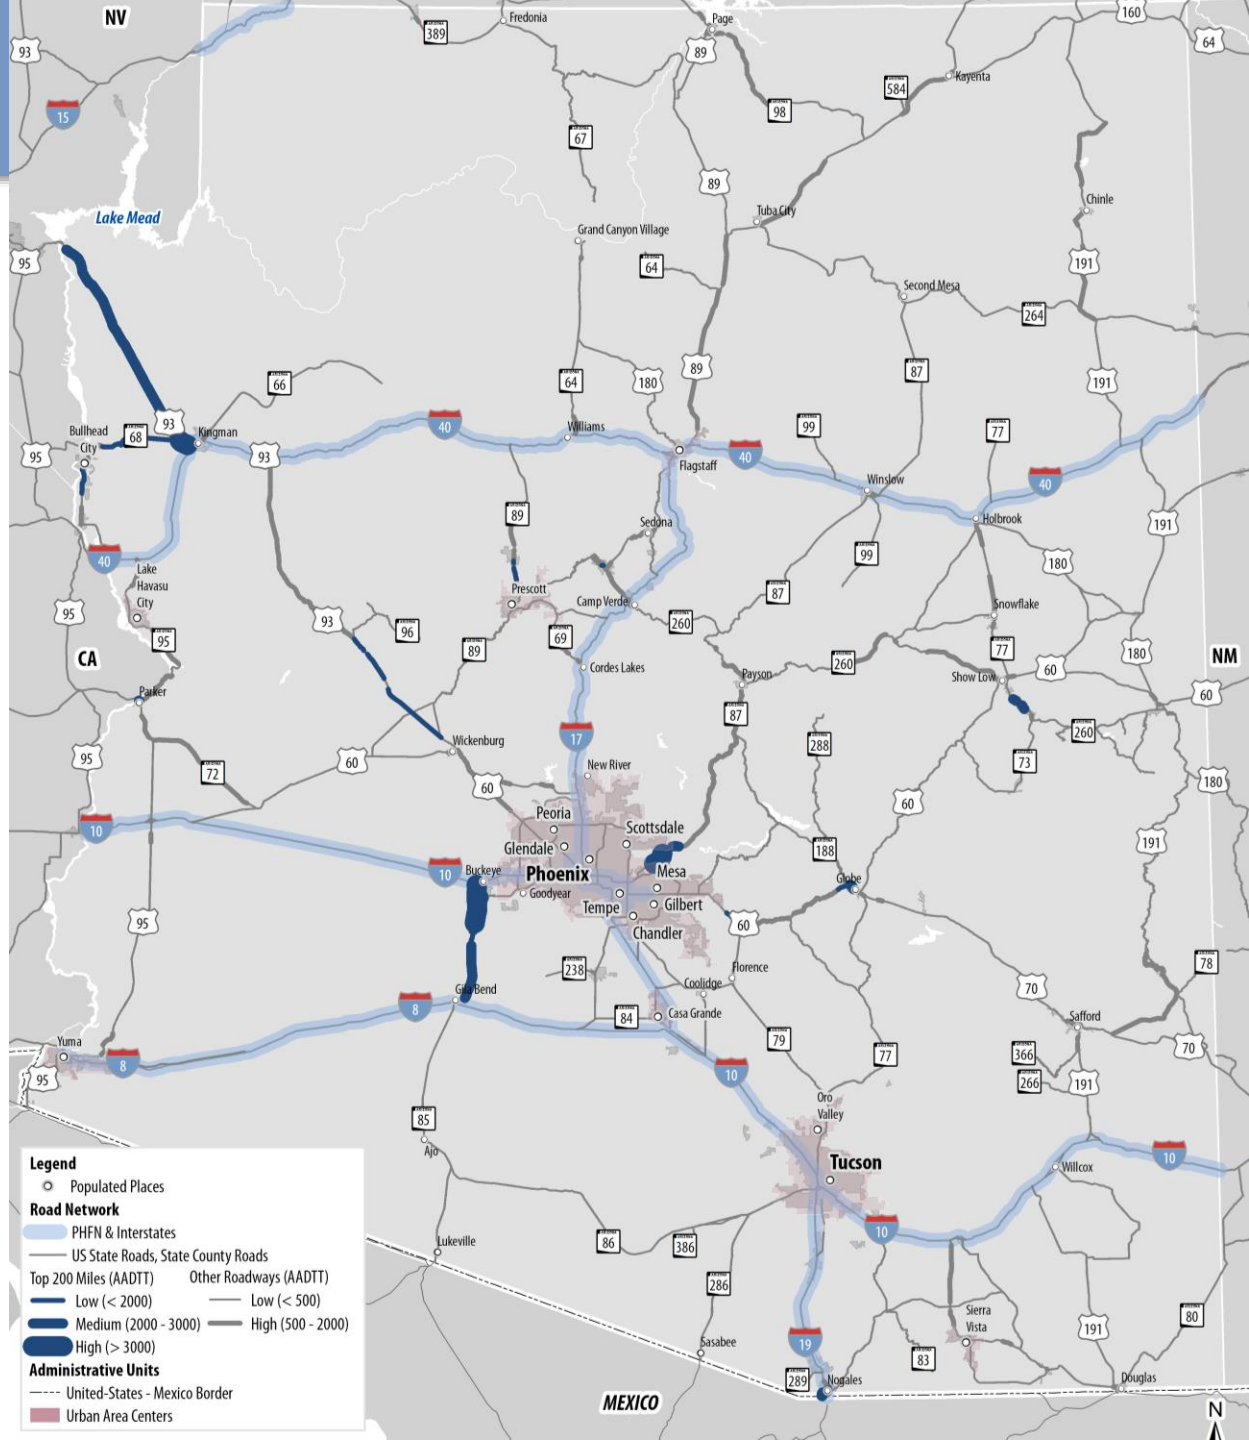 NV
Fredonia
Page
160
93
389
89
64
15
98
584
Kayenta
67
89
Lake Mead
Grand Canyon Village
Tuba City
Chinle
95
64
191
Second Mesa
264
66
64
180
89
87
191
Bullhead
City
68
93
Kingman
93
40
Williams
99
77
95
Flagstaff
40
Winslow
40
89
Sedona
Holbrook
191
40
Lake
Havasu
City
Prescott
99
180
95
93
96
Camp Verde
87
Snowflake
95
89
69
260
77
180
CA
Cordes Lakes
260
Show Low
60
NM
Parker
Payson
60
87
17
Wickenburg
288
260
95
72
60
New River
73
60
180
Peoria
Scottsdale
60
10
Glendale
188
191
10
Buckeye
Phoenix
Mesa
Globe
Goodyear
Tempe
Gilbert
95
Chandler
60
238
Florence
78
Coolidge
70
8
Gila Bend
84
Casa Grande
Safford
Yuma
8
79
77
366
70
95
10
266
191
85
Oro
Valley
Ajo
Tucson
10
Willcox
10
Lukeville
86
386
286
Sierra
Vista
80
19
191
Sasabee
83
289
Nogales
Douglas
MEXICO
N
Legend
Populated Places
Road Network
PHFN & Interstates
US State Roads, State County Roads
Top 200 Miles (AADTT) Other Roadways (AADTT)
Low (< 2000) Low (< 500)
Medium (2000 - 3000) High (500 - 2000)
High (> 3000)
Administrative Units
United-States - Mexico Border
Urban Area Centers